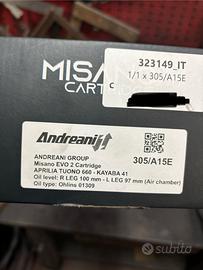 MISA
CART
323149_IT
1/1 x 305/A15E
C
Andreani
ANDREANI GROUP
305/A15E
Misano EVO 2 Cartridge
APRILIA TUONO 660 - KAYABA 41
Oil level: R LEG 100 mm - L LEG 97 mm (Air chamber)
Oil type: Ohlins 01309
subito